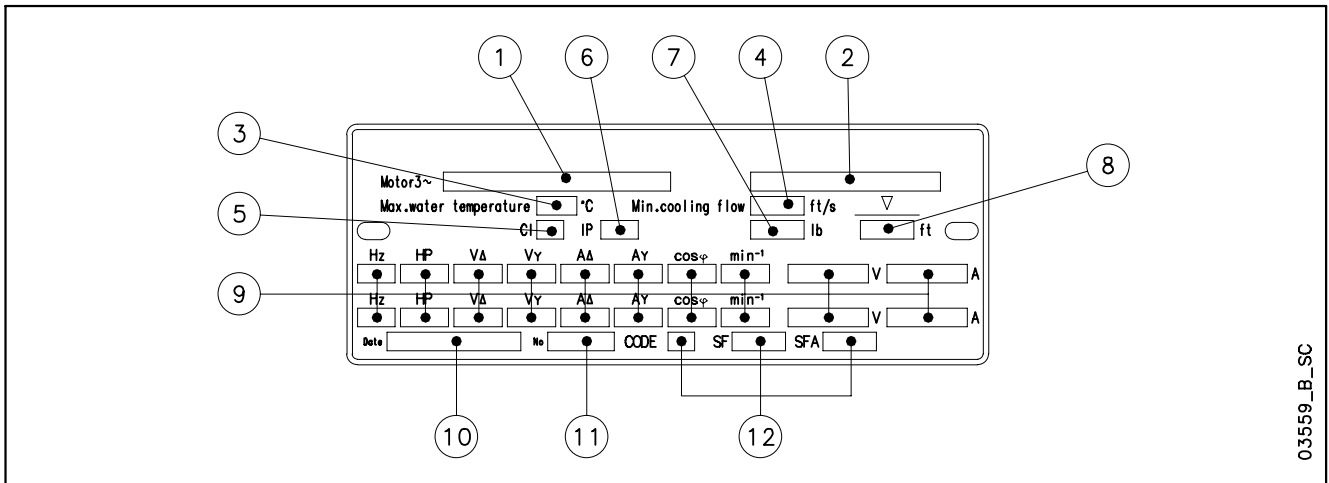 1 6 7 4 2
3
8
Motor3~
Max.water temperature °C Min.cooling flow ft/s ▽
5 Cl IP lb ft
Hz HP VΔ VY AΔ AY cosφ min⁻¹ V A
9
Hz HP VΔ VY AΔ AY cosφ min⁻¹ V A
Date No CODE SF SFA
10 11 12
03559_B_SC